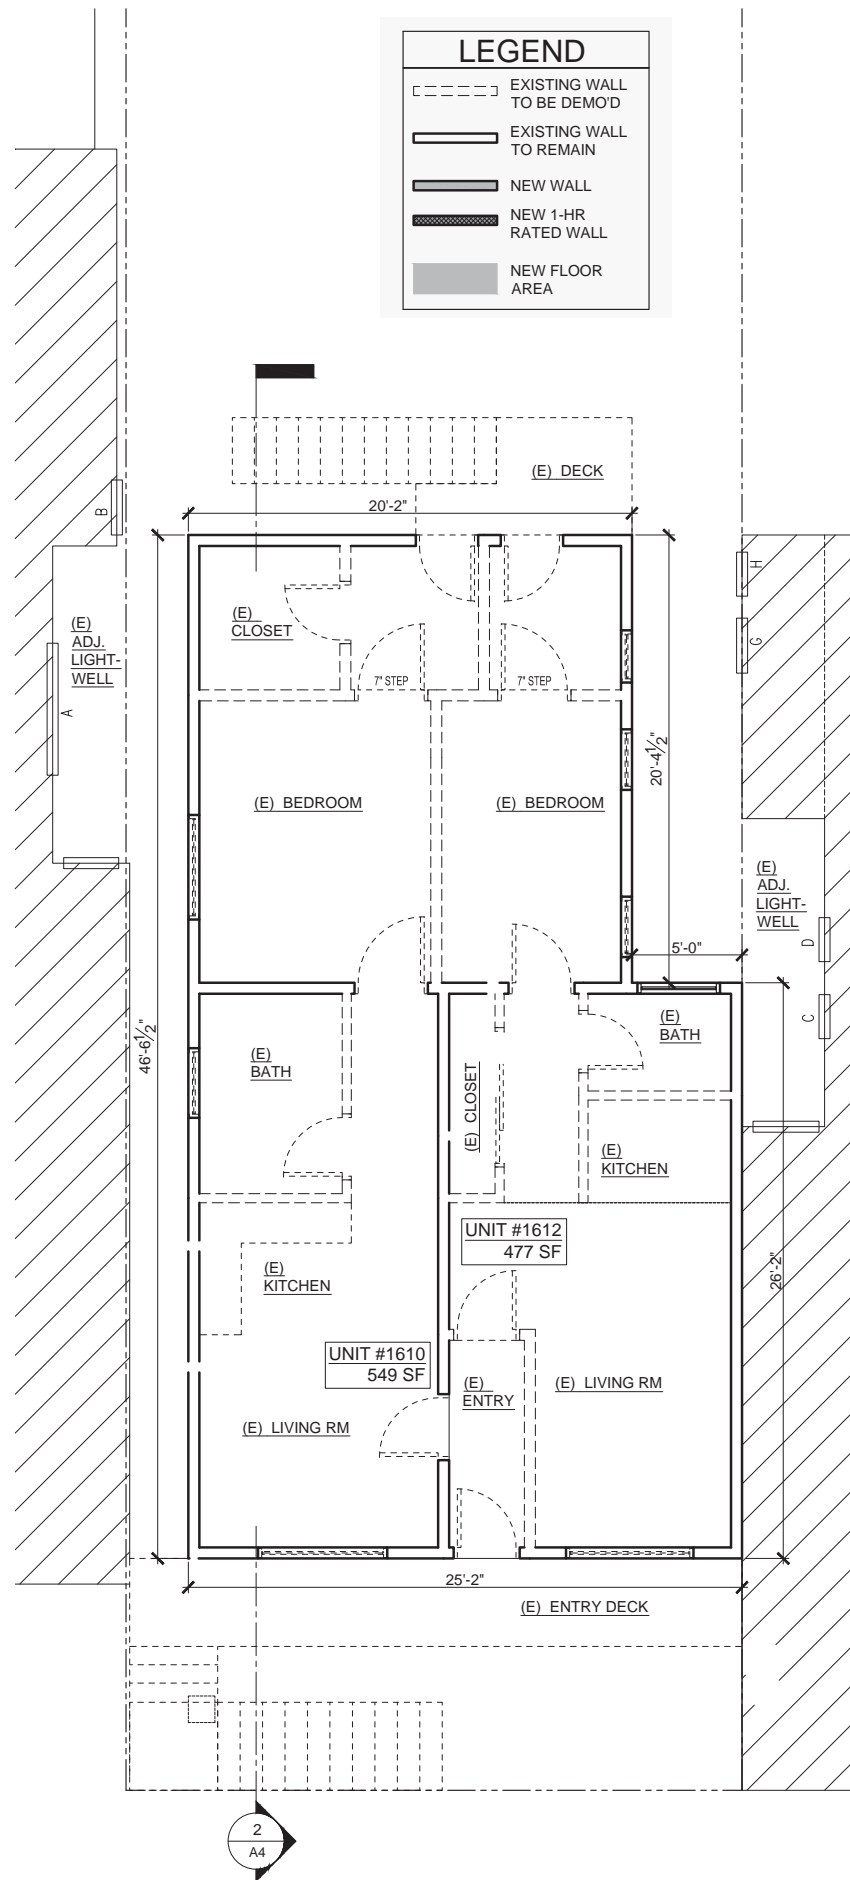 LEGEND
EXISTING WALL
TO BE DEMO'D
EXISTING WALL
TO REMAIN
NEW WALL
NEW 1-HR
RATED WALL
NEW FLOOR
AREA
(E) DECK
20'-2"
B
H
(E)
CLOSET
(E)
ADJ.
LIGHT-
WELL
G
7" STEP
7" STEP
A
20'-4½"
(E) BEDROOM
(E) BEDROOM
(E)
ADJ.
LIGHT-
WELL
D
5'-0"
C
46'-6½"
(E)
BATH
(E)
BATH
(E) CLOSET
(E)
KITCHEN
UNIT #1612
477 SF
26'-2"
(E)
KITCHEN
UNIT #1610
549 SF
(E)
ENTRY
(E) LIVING RM
(E) LIVING RM
25'-2"
(E) ENTRY DECK
2
A4